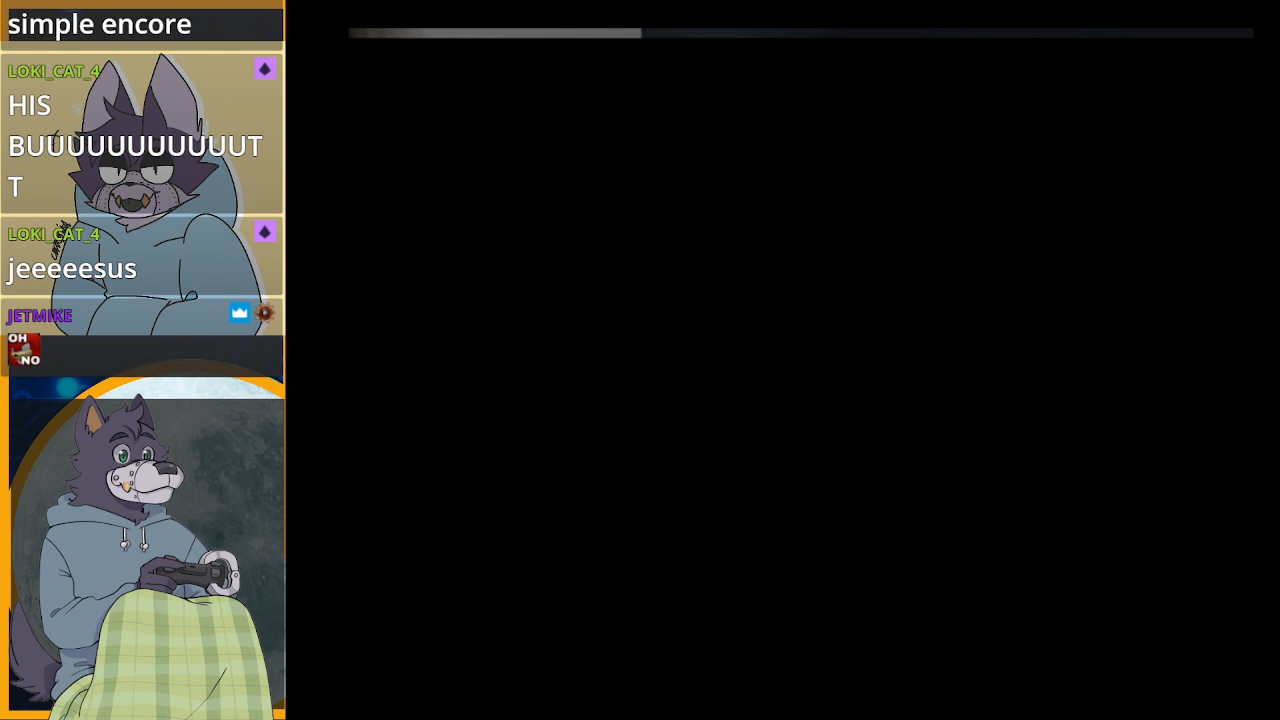 simple encore
LOKI_CAT_4
HIS
BUUUUUUUUUUUT
T
LOKI_CAT_4
jeeeeesus
JETMIKE
OH
NO